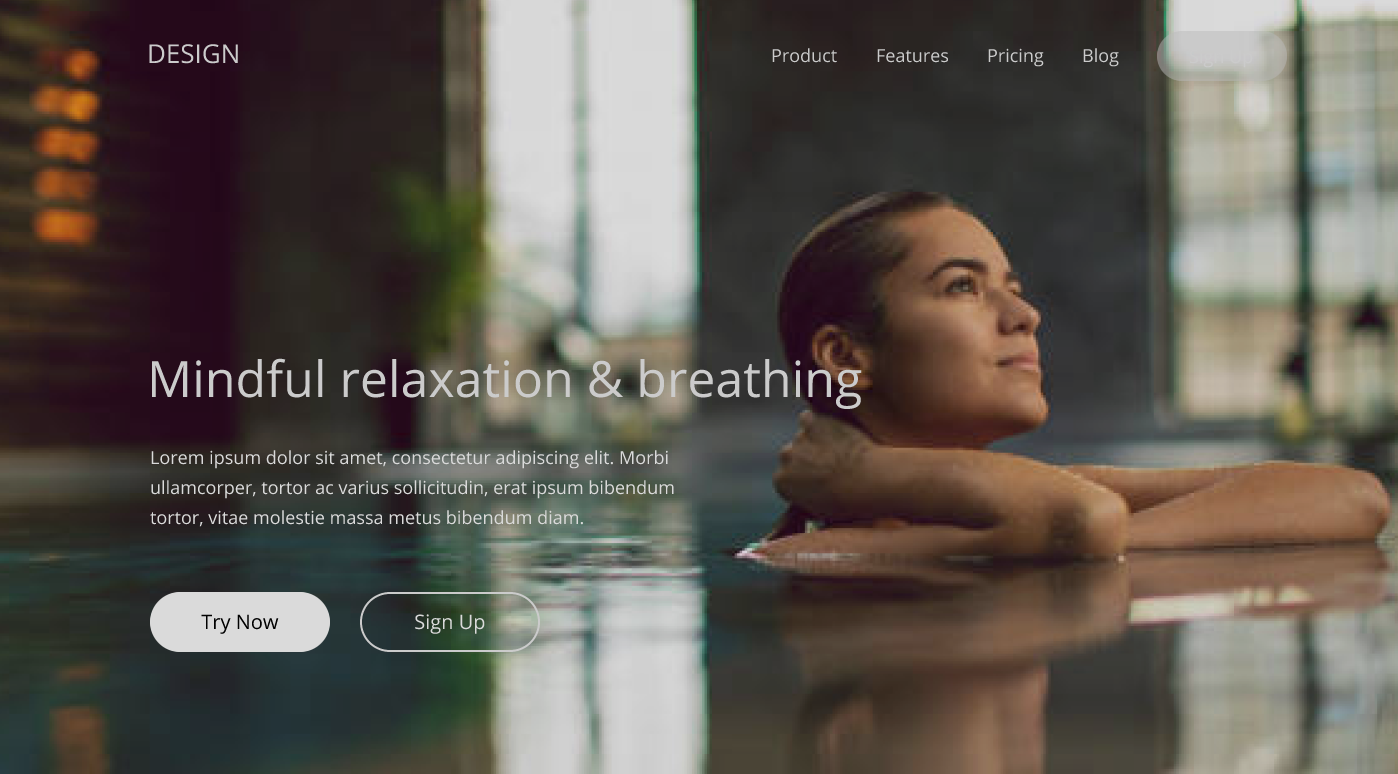 DESIGN
Product Features Pricing Blog
Mindful relaxation & breathing
Lorem ipsum dolor sit amet, consectetur adipiscing elit. Morbi
ullamcorper, tortor ac varius sollicitudin, erat ipsum bibendum
tortor, vitae molestie massa metus bibendum diam.
Try Now Sign Up